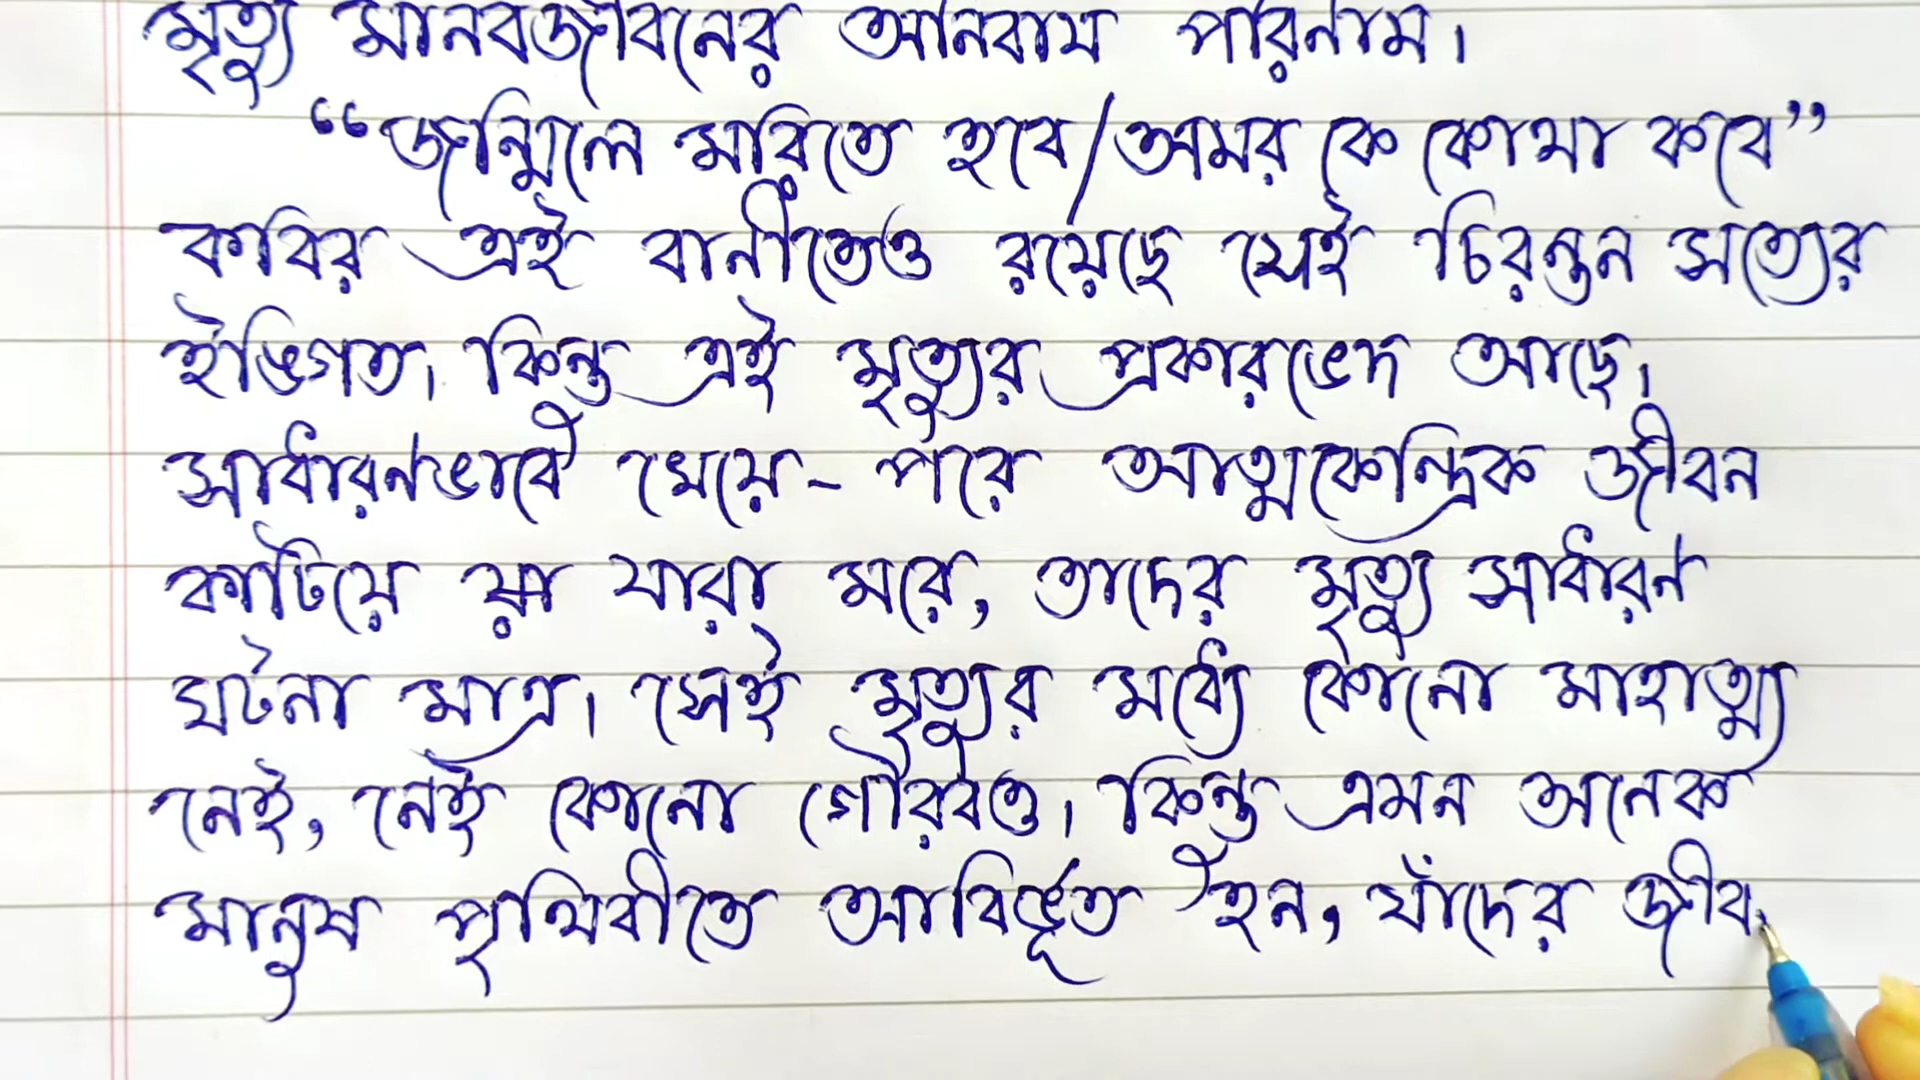 মৃত্যু মানবজীবনের অনিবার্য পরিনাম।
“জন্মিলে মরিতে হবে/অমর কে কোথা কবে”
কবির এই বানীতেও রয়েছে সেই চিরন্তন সত্যের
ইঙ্গিত। কিন্তু এই মৃত্যুর প্রকারভেদ আছে।
সাধারণভাবে খেয়ে-পরে আত্মকেন্দ্রিক জীবন
কাটিয়ে যারা মরে, তাদের মৃত্যু সাধারণ
ঘটনা মাত্র। সেই মৃত্যুর মধ্যে কোনো মাহাত্ম্য
নেই, নেই কোনো গৌরবও। কিন্তু এমন অনেক
মানুষ পৃথিবীতে আবির্ভূত হন, যাঁদের জীব